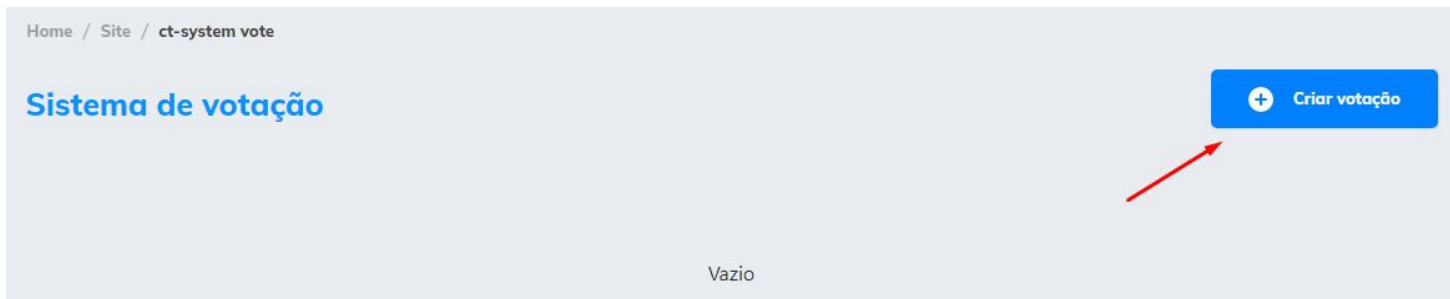 Home / Site / ct-system vote
Sistema de votação
Criar votação
Vazio